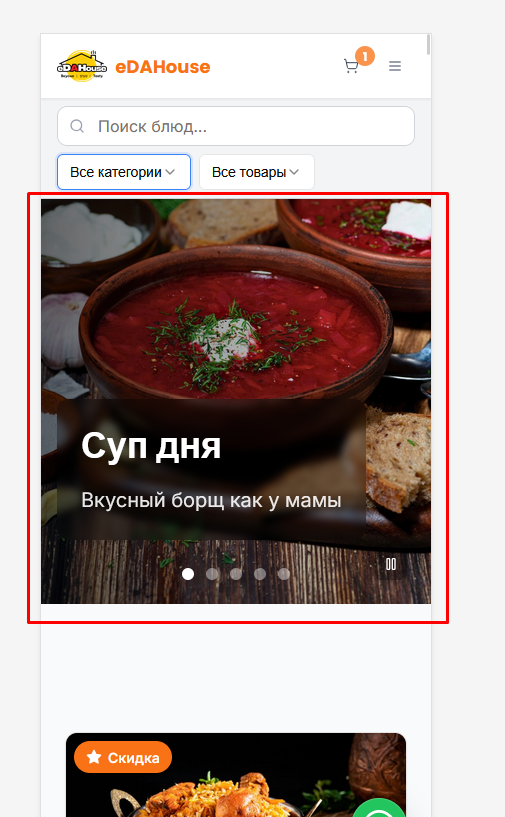 eDAHouse
eDAHouse
1
Поиск блюд...
Все категории
Все товары
Суп дня
Вкусный борщ как у мамы
Скидка